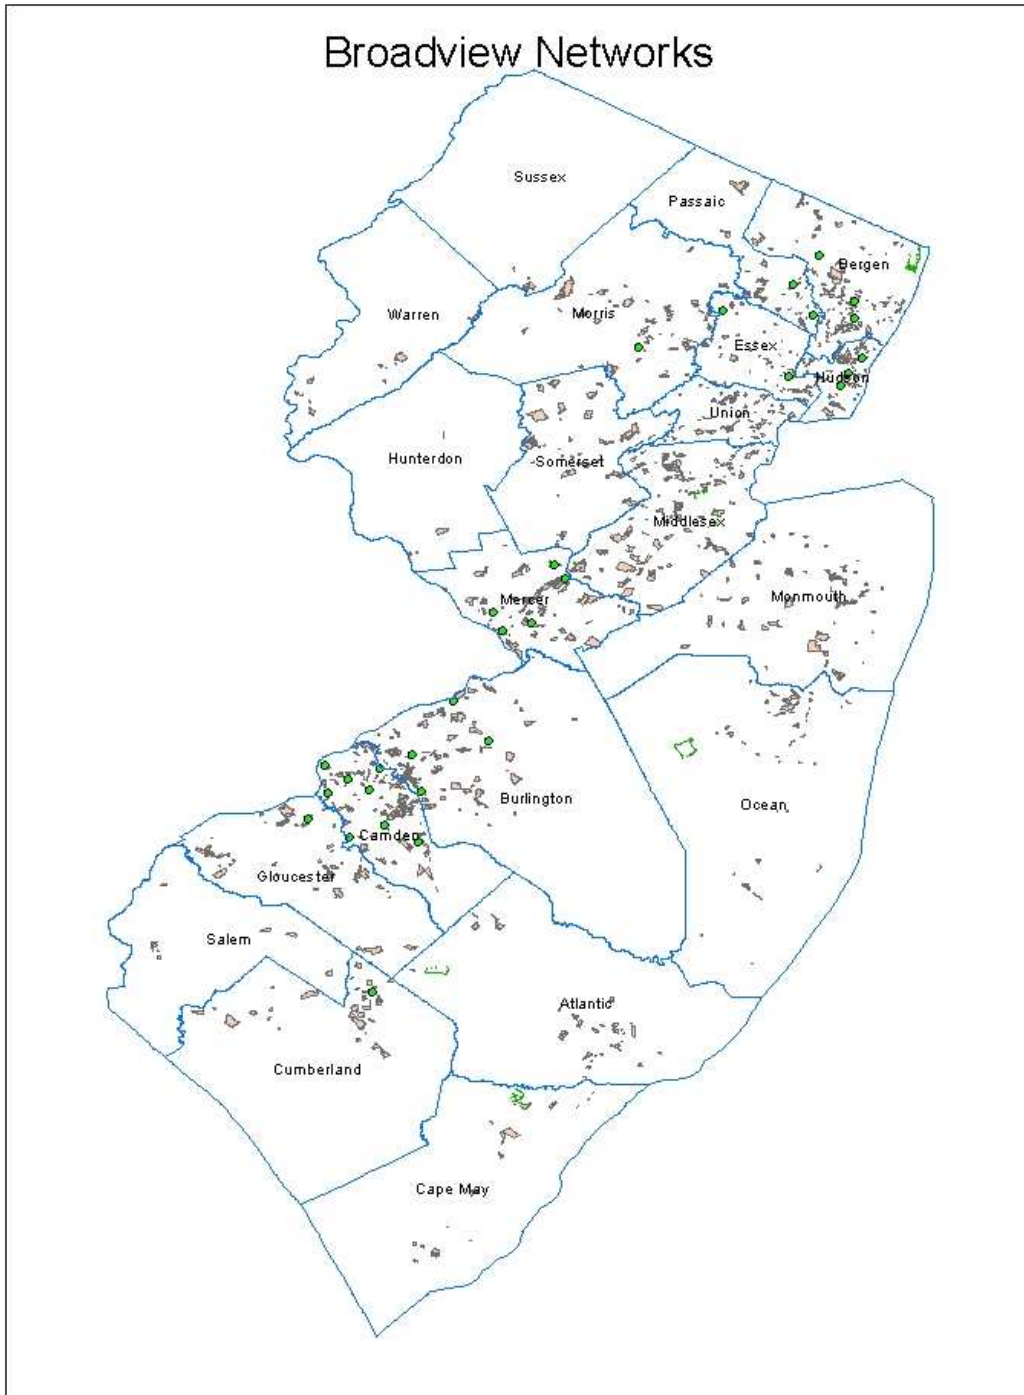 Broadview Networks
Sussex
Passaic
Bergen
Warren
Morris
Essex
Hudson
Union
Hunterdon
Somerset
Middlesex
Mercer
Monmouth
Burlington
Ocean
Camden
Gloucester
Salem
Atlantic
Cumberland
Cape May